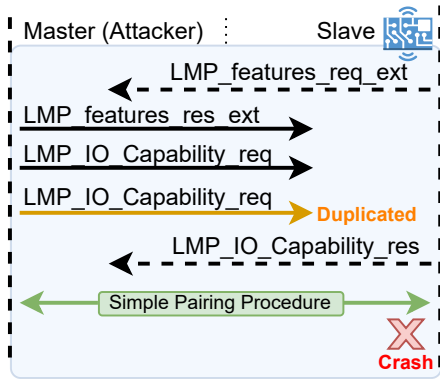 Master (Attacker) Slave
LMP_features_req_ext
LMP_features_res_ext
LMP_IO_Capability_req
LMP_IO_Capability_req
Duplicated
LMP_IO_Capability_res
Simple Pairing Procedure
Crash